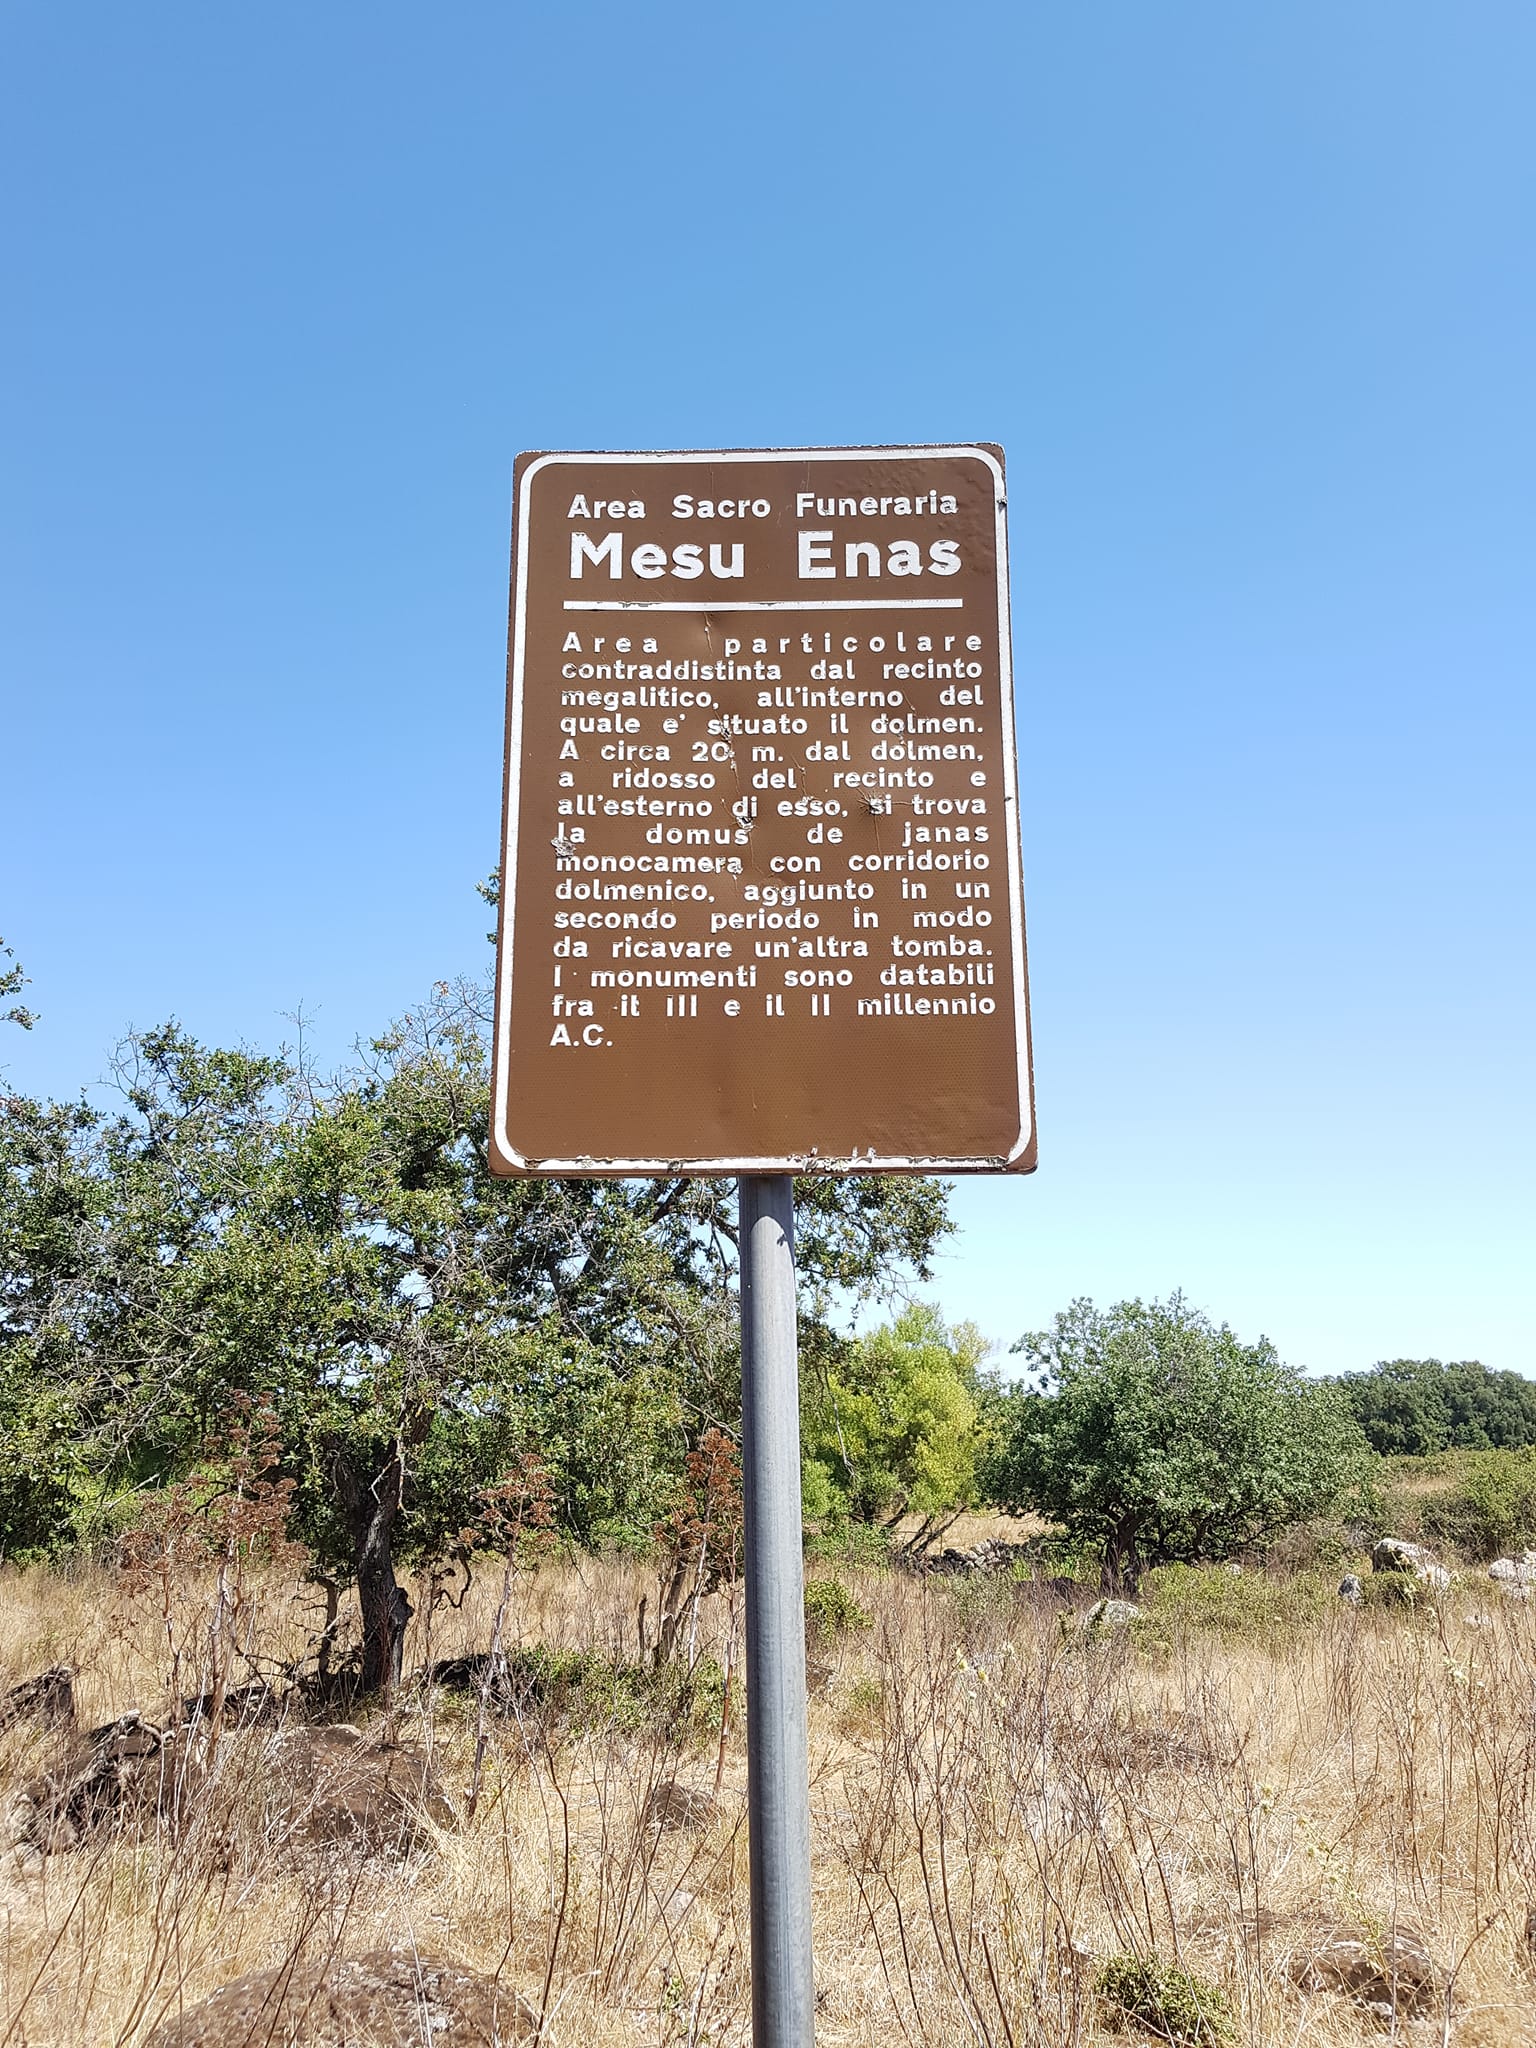 Area Sacro Funeraria
Mesu Enas
Area particolare
contraddistinta dal recinto
megalitico, all'interno del
quale e' situato il dolmen.
A circa 20 m. dal dolmen,
a ridosso del recinto e
all'esterno di esso, si trova
la domus de janas
monocamera con corridorio
dolmenico, aggiunto in un
secondo periodo in modo
da ricavare un'altra tomba.
I monumenti sono databili
fra il III e il II millennio
A.C.